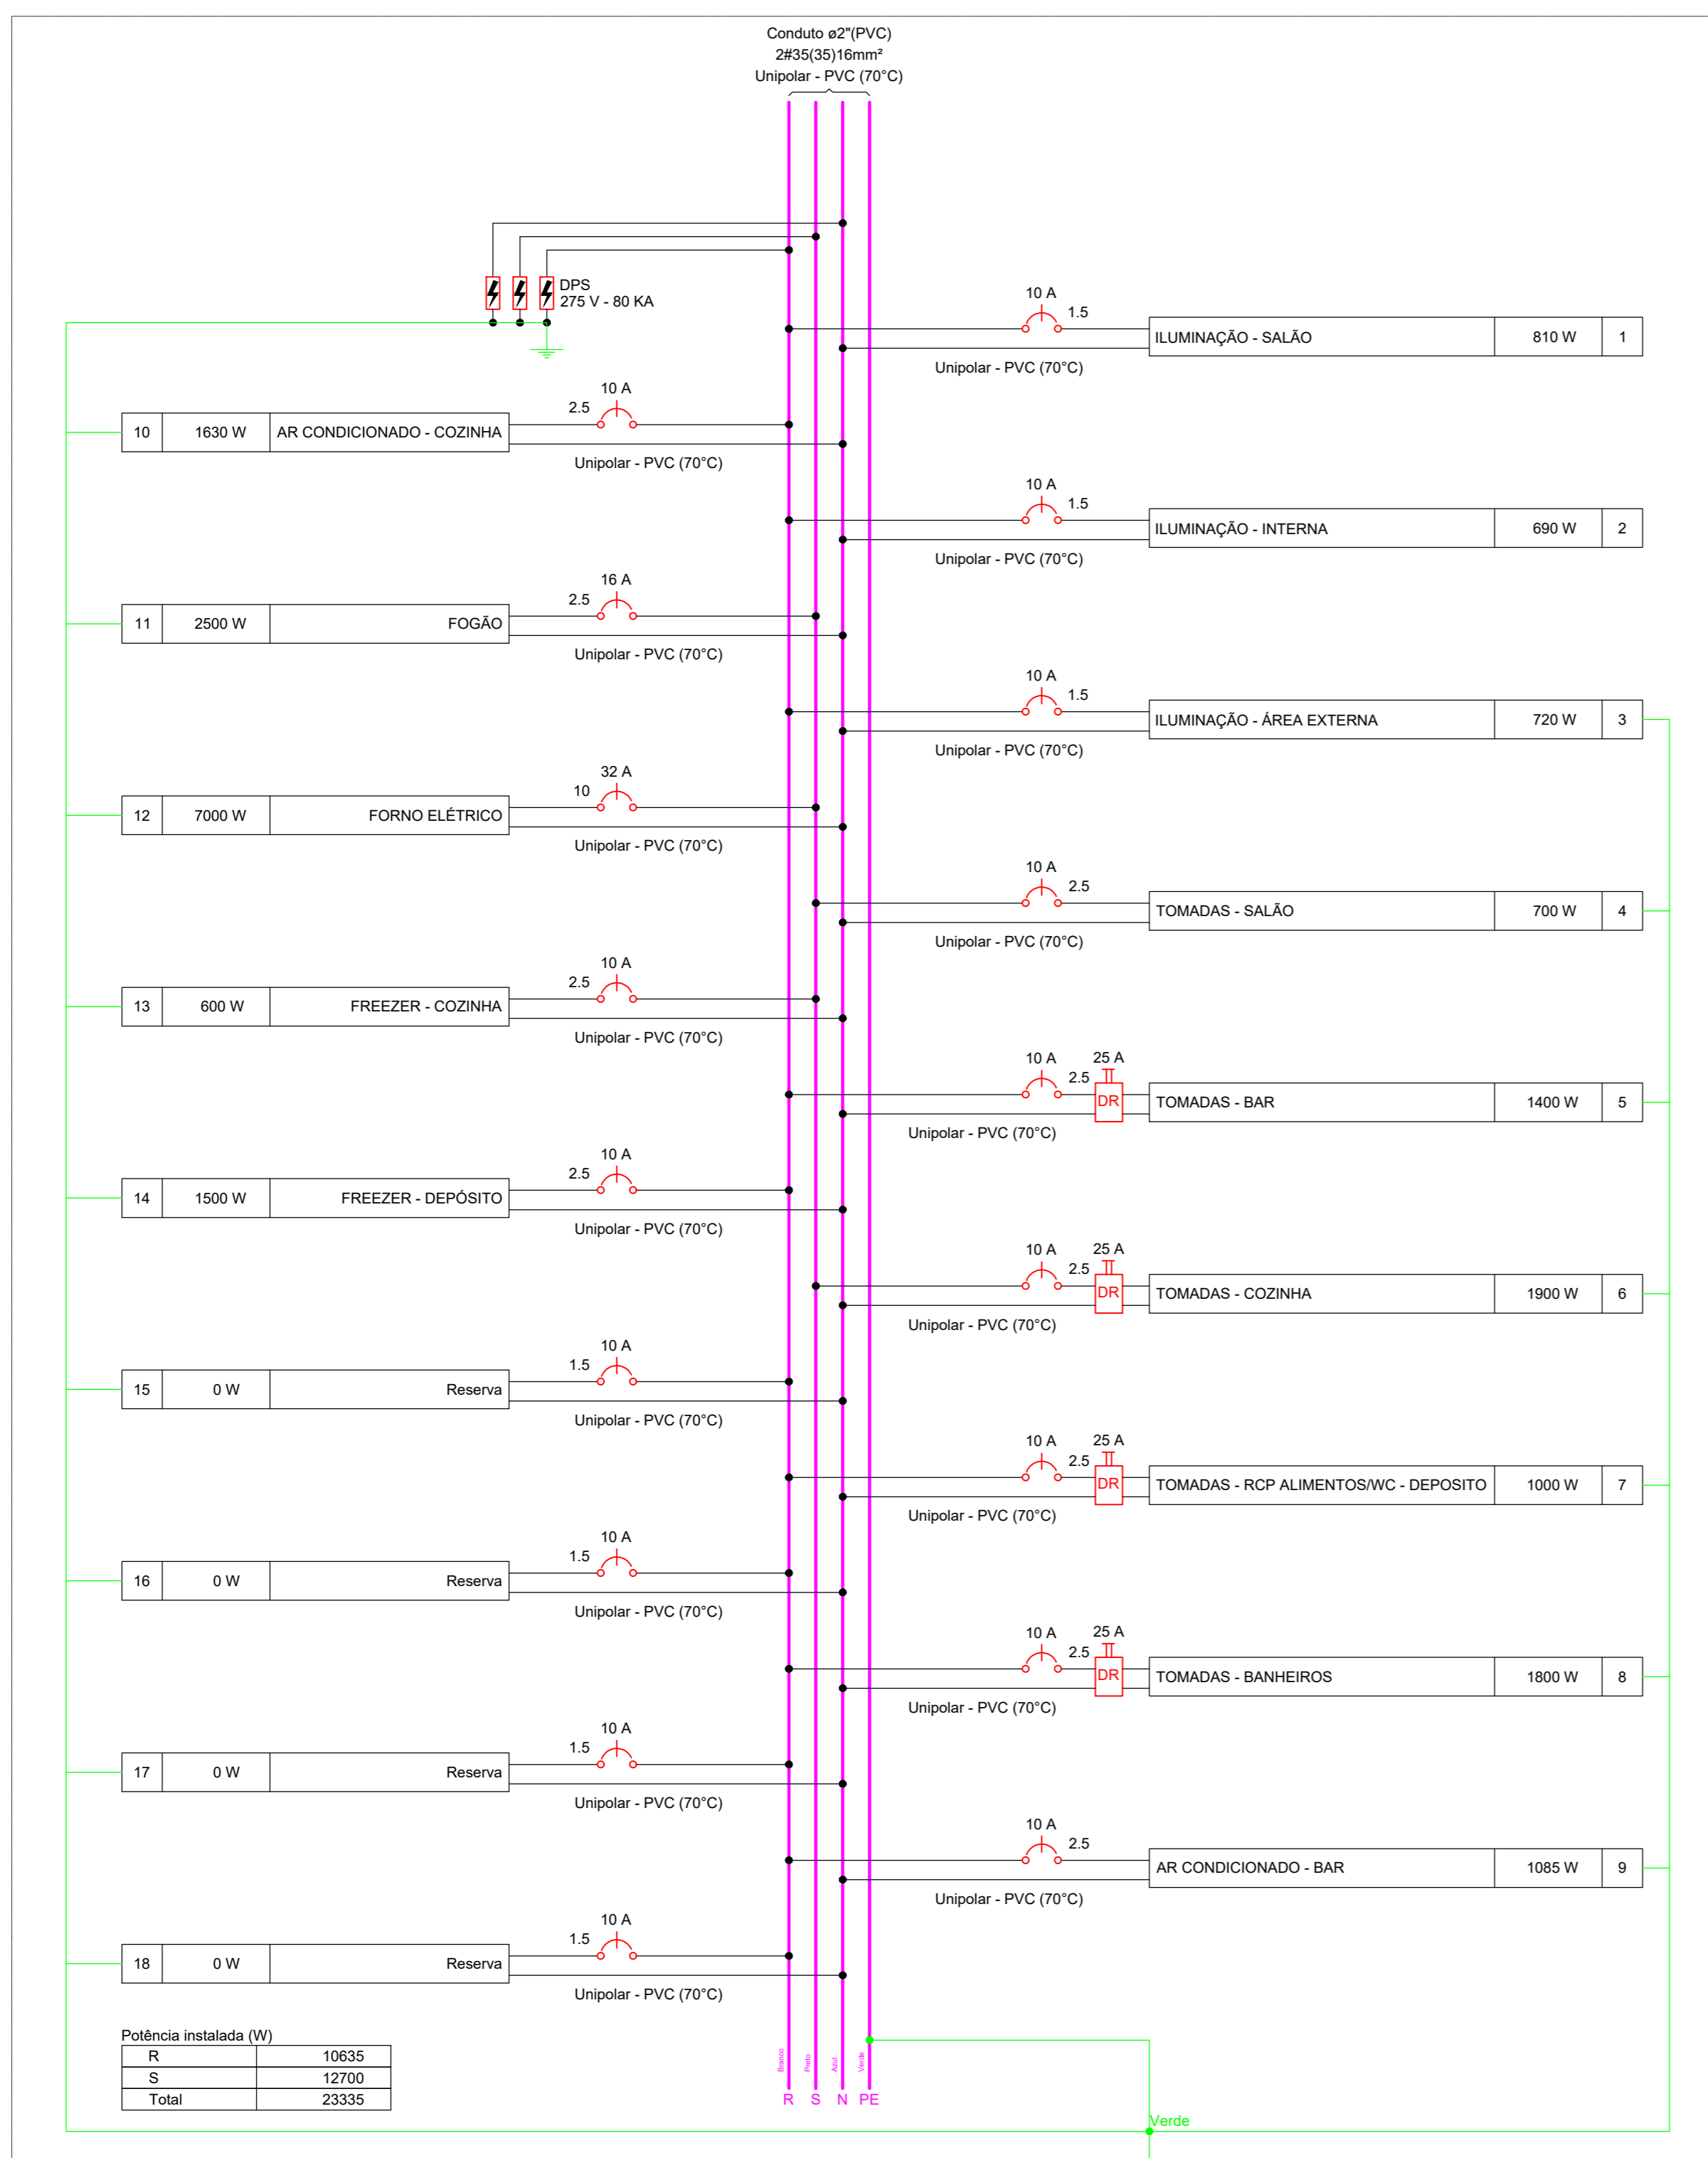 Conduto ø2"(PVC)
2#35(35)16mm²
Unipolar - PVC (70°C)
DPS
275 V - 80 KA
10 A
1.5
ILUMINAÇÃO - SALÃO 810 W 1
Unipolar - PVC (70°C)
10 A
2.5
10 1630 W AR CONDICIONADO - COZINHA
Unipolar - PVC (70°C)
10 A
1.5
ILUMINAÇÃO - INTERNA 690 W 2
Unipolar - PVC (70°C)
16 A
2.5
11 2500 W FOGÃO
Unipolar - PVC (70°C)
10 A
1.5
ILUMINAÇÃO - ÁREA EXTERNA 720 W 3
Unipolar - PVC (70°C)
32 A
10
12 7000 W FORNO ELÉTRICO
Unipolar - PVC (70°C)
10 A
2.5
TOMADAS - SALÃO 700 W 4
Unipolar - PVC (70°C)
10 A
2.5
13 600 W FREEZER - COZINHA
Unipolar - PVC (70°C)
10 A 25 A
2.5
DR TOMADAS - BAR 1400 W 5
Unipolar - PVC (70°C)
10 A
2.5
14 1500 W FREEZER - DEPÓSITO
Unipolar - PVC (70°C)
10 A 25 A
2.5
DR TOMADAS - COZINHA 1900 W 6
Unipolar - PVC (70°C)
10 A
1.5
15 0 W Reserva
Unipolar - PVC (70°C)
10 A 25 A
2.5
DR TOMADAS - RCP ALIMENTOS/WC - DEPOSITO 1000 W 7
Unipolar - PVC (70°C)
10 A
1.5
16 0 W Reserva
Unipolar - PVC (70°C)
10 A 25 A
2.5
DR TOMADAS - BANHEIROS 1800 W 8
Unipolar - PVC (70°C)
10 A
1.5
17 0 W Reserva
Unipolar - PVC (70°C)
10 A
2.5
AR CONDICIONADO - BAR 1085 W 9
Unipolar - PVC (70°C)
10 A
1.5
18 0 W Reserva
Unipolar - PVC (70°C)
Potência instalada (W)
R 10635
S 12700
Total 23335
Branco Preto Azul Verde
R S N PE
Verde